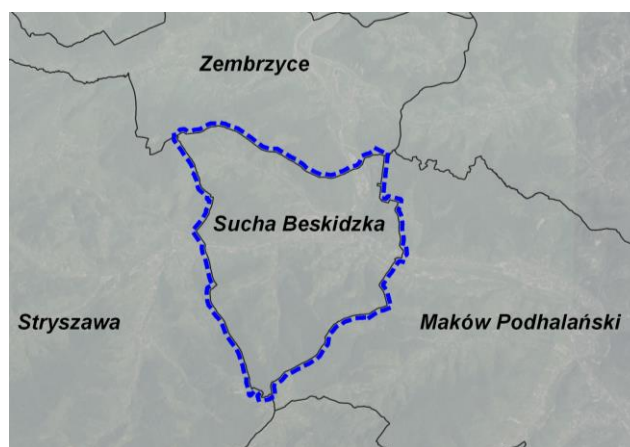 Zembrzyce
Sucha Beskidzka
Stryszawa
Maków Podhalański